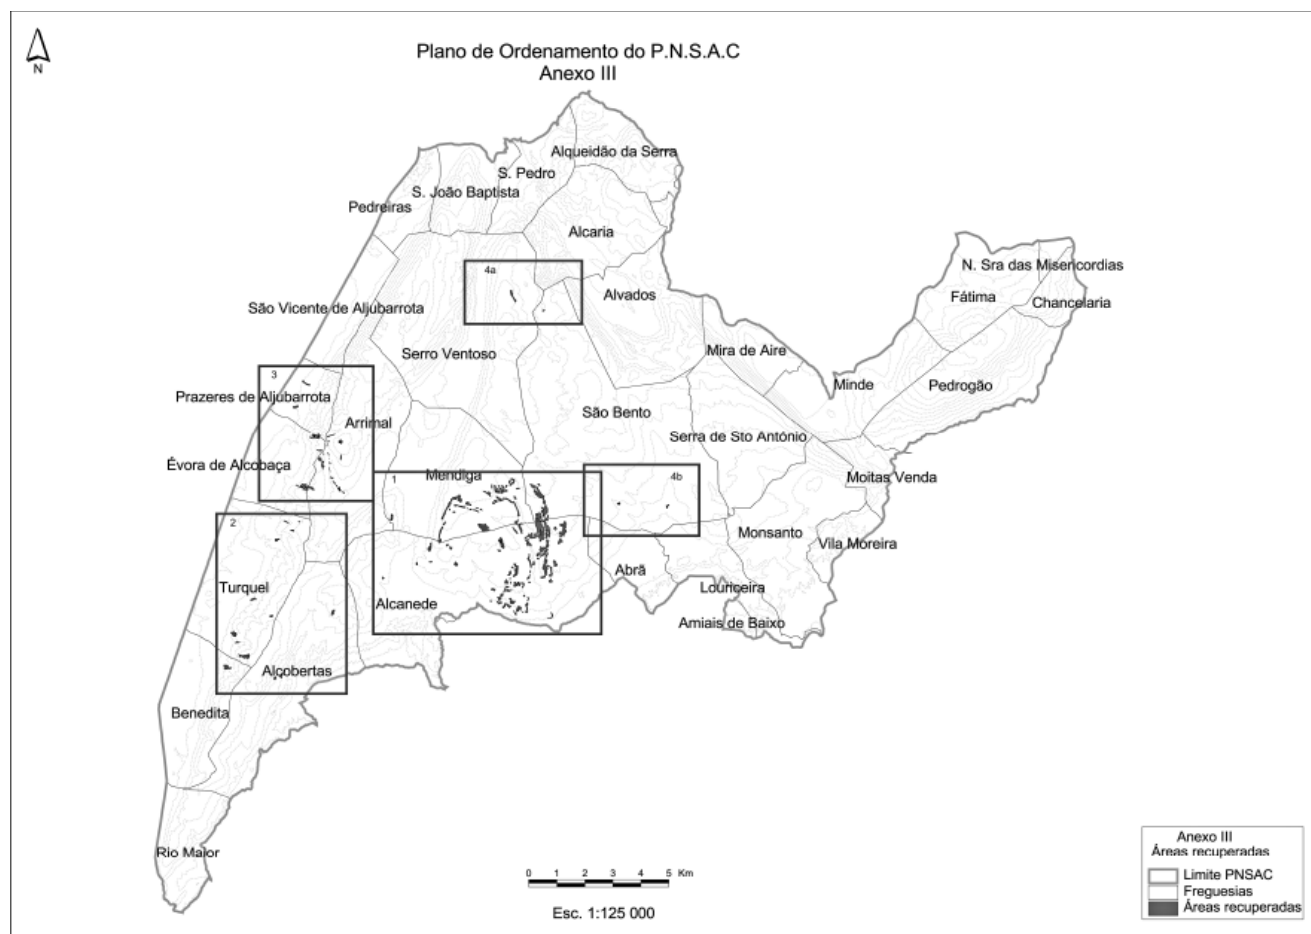 Plano de Ordenamento do P.N.S.A.C
Anexo III
N
Alqueidão da Serra
S. Pedro
S. João Baptista
Pedreiras
Alcaria
N. Sra das Misericordias
4a
Alvados
Fátima
Chancelaria
São Vicente de Aljubarrota
Serro Ventoso
Mira de Aire
3
Minde
Pedrogão
Prazeres de Aljubarrota
Arrimal
São Bento
Serra de Sto António
Évora de Alcobaça
Mendiga
4b
Moitas Venda
1
2
Monsanto
Vila Moreira
Abrã
Turquel
Louriceira
Alcanede
Amiais de Baixo
Alcobertas
Benedita
Rio Maior
0 1 2 3 4 5 Km
Esc. 1:125 000
Anexo III
Áreas recuperadas
Limite PNSAC
Freguesias
Áreas recuperadas